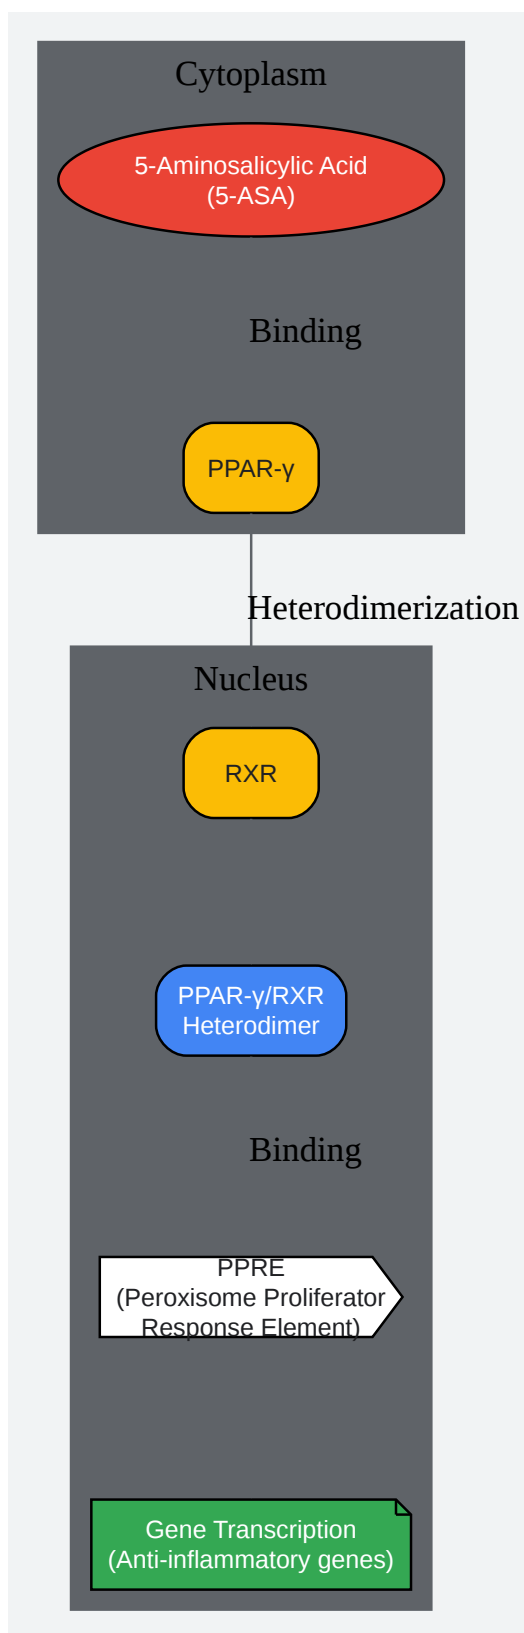 Cytoplasm
5-Aminosalicylic Acid
(5-ASA)
Binding
PPAR-γ
Heterodimerization
Nucleus
RXR
PPAR-γ/RXR
Heterodimer
Binding
PPRE
(Peroxisome Proliferator
Response Element)
Gene Transcription
(Anti-inflammatory genes)